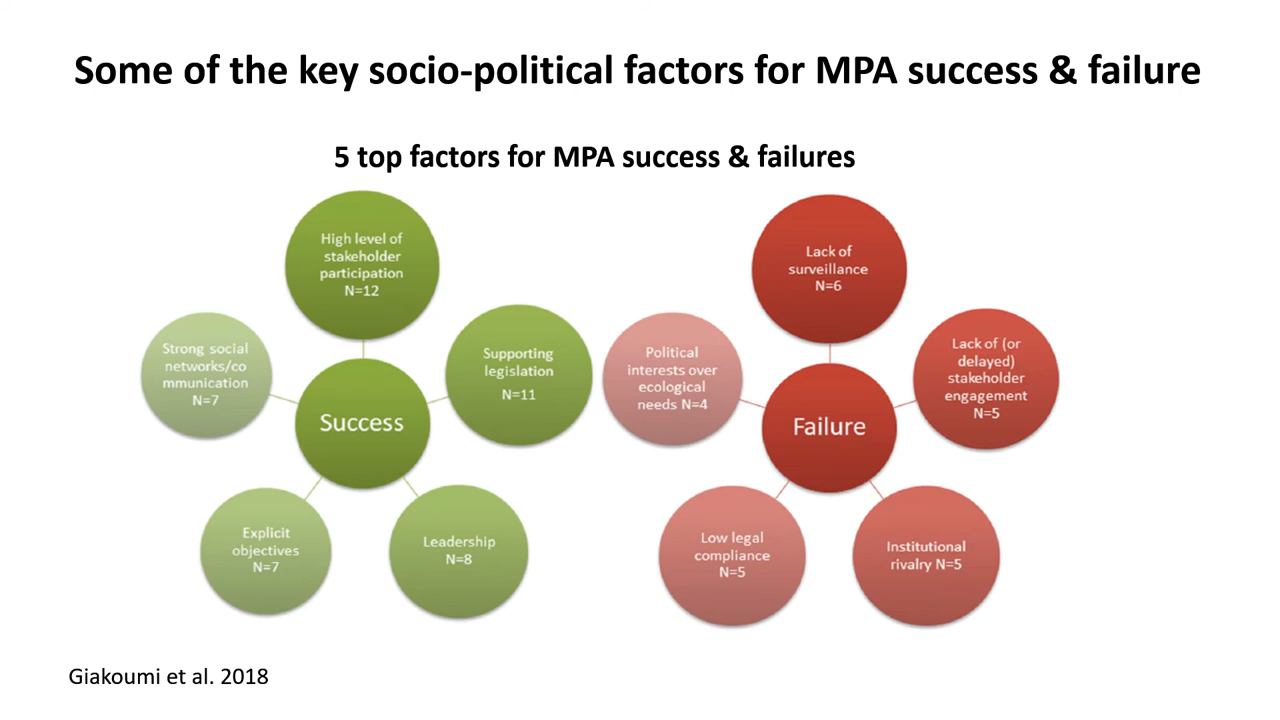 Some of the key socio-political factors for MPA success & failure
5 top factors for MPA success & failures
High level of
stakeholder
participation
N=12
Supporting
legislation
N=11
Leadership
N=8
Explicit
objectives
N=7
Strong social
networks/co
mmunication
N=7
Success
Lack of
surveillance
N=6
Lack of (or
delayed)
stakeholder
engagement
N=5
Institutional
rivalry N=5
Low legal
compliance
N=5
Political
interests over
ecological
needs N=4
Failure
Giakoumi et al. 2018